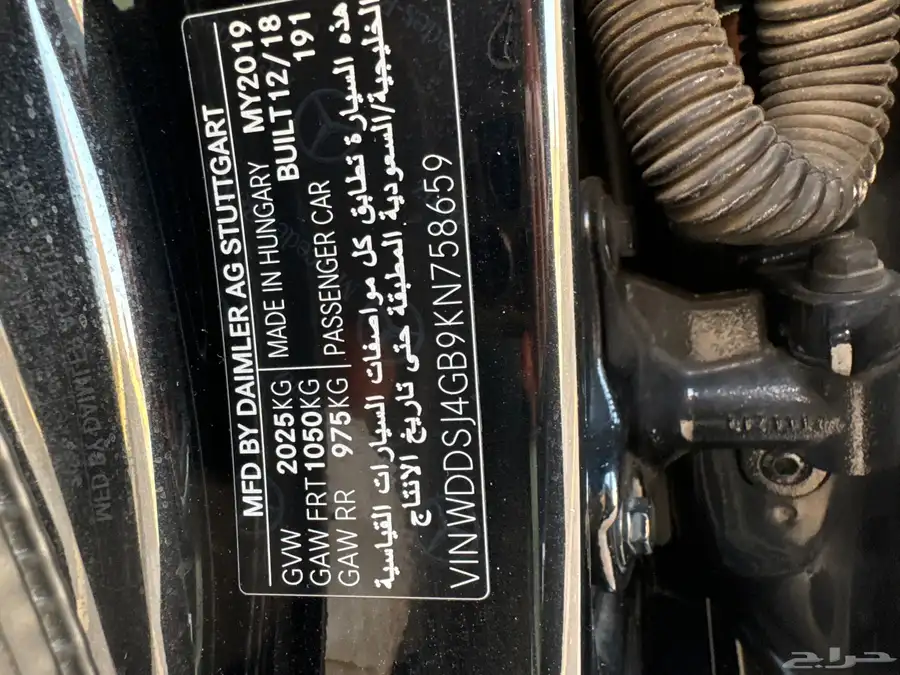 MFD BY DAIMLER AG STUTTGART
MADE IN HUNGARY MY2019
GVW 2025KG BUILT 12/18
GAW FRT 1050KG 191
GAW RR 975KG PASSENGER CAR
هذه السيارة تطابق كل مواصفات السيارات القياسية
الخليجية/السعودية المطبقة حتى تاريخ الانتاج
VIN WDDSJ4GB9KN758659
حراج